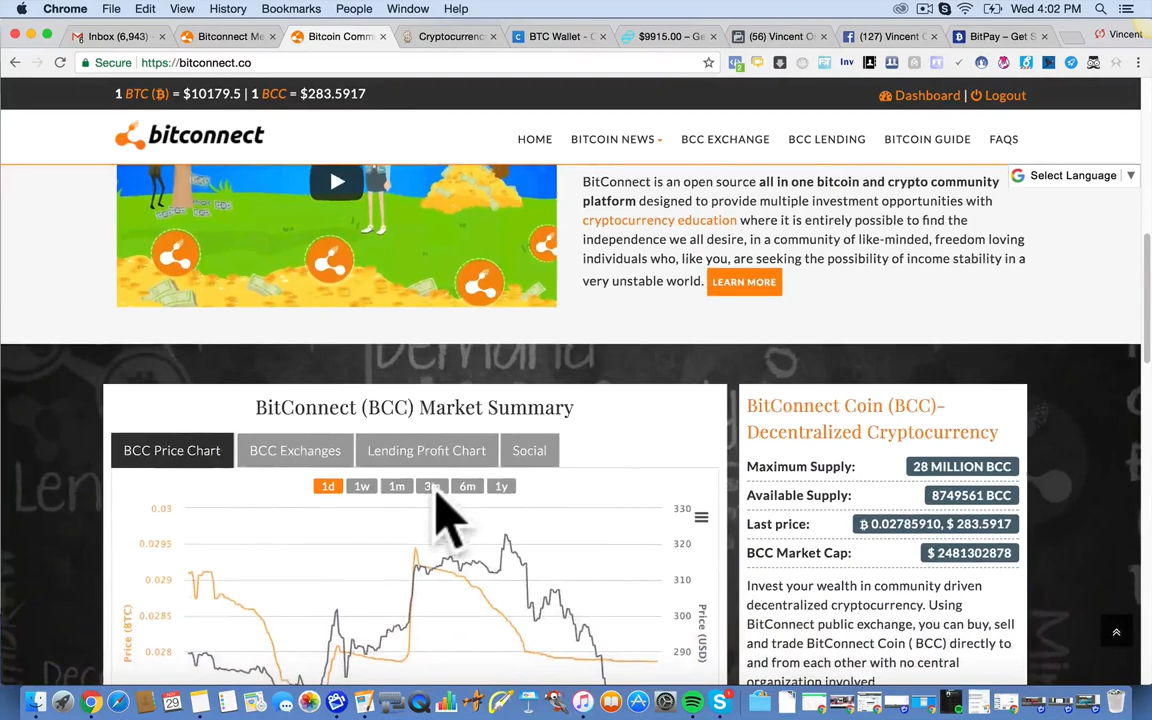 Chrome File Edit View History Bookmarks People Window Help Wed 4:02 PM
Inbox (6,943) Bitconnect Me Bitcoin Comm Cryptocurrenc BTC Wallet - C $9915.00 – Ge (56) Vincent O (127) Vincent BitPay – Get S Vincent
Secure https://bitconnect.co Inv
1 BTC (฿) = $10179.5 | 1 BCC = $283.5917 Dashboard | Logout
bitconnect HOME BITCOIN NEWS BCC EXCHANGE BCC LENDING BITCOIN GUIDE FAQS
Select Language
BitConnect is an open source all in one bitcoin and crypto community
platform designed to provide multiple investment opportunities with
cryptocurrency education where it is entirely possible to find the
independence we all desire, in a community of like-minded, freedom loving
individuals who, like you, are seeking the possibility of income stability in a
very unstable world. LEARN MORE
Demand
Len
BitConnect (BCC) Market Summary
BCC Price Chart BCC Exchanges Lending Profit Chart Social
1d 1w 1m 3m 6m 1y
0.03 330
0.0295 320
0.029 310
0.0285 300
0.028 290
Price (BTC) Price (USD)
BitConnect Coin (BCC)-
Decentralized Cryptocurrency
Maximum Supply: 28 MILLION BCC
Available Supply: 8749561 BCC
Last price: ฿ 0.02785910, $ 283.5917
BCC Market Cap: $ 2481302878
Invest your wealth in community driven
decentralized cryptocurrency. Using
BitConnect public exchange, you can buy, sell
and trade BitConnect Coin ( BCC) directly to
and from each other with no central
organization involved.
29